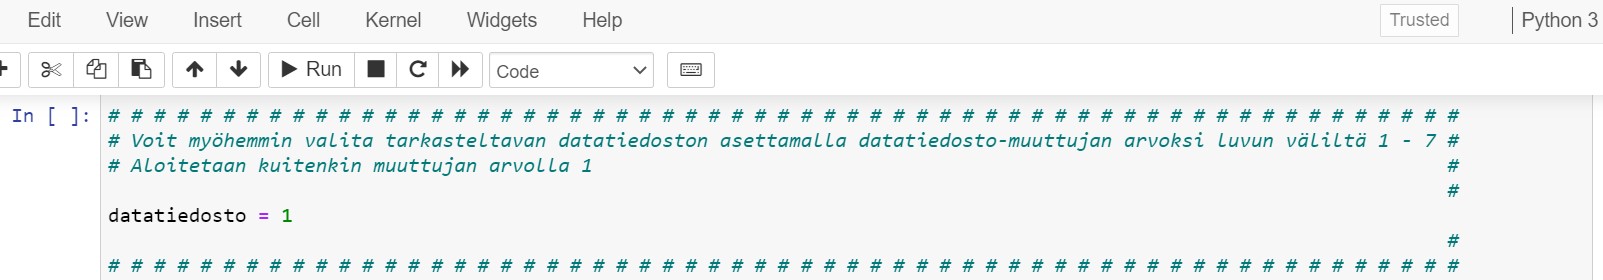 Edit View Insert Cell Kernel Widgets Help Trusted Python 3
Run Code
In [ ]: # # # # # # # # # # # # # # # # # # # # # # # # # # # # # # # # # # # # # # # # # # # # # # # # # # # # # # # # # # #
# Voit myöhemmin valita tarkasteltavan datatiedoston asettamalla datatiedosto-muuttujan arvoksi luvun väliltä 1 - 7 #
# Aloitetaan kuitenkin muuttujan arvolla 1 #
#
datatiedosto = 1
#
# # # # # # # # # # # # # # # # # # # # # # # # # # # # # # # # # # # # # # # # # # # # # # # # # # # # # # # # # # #